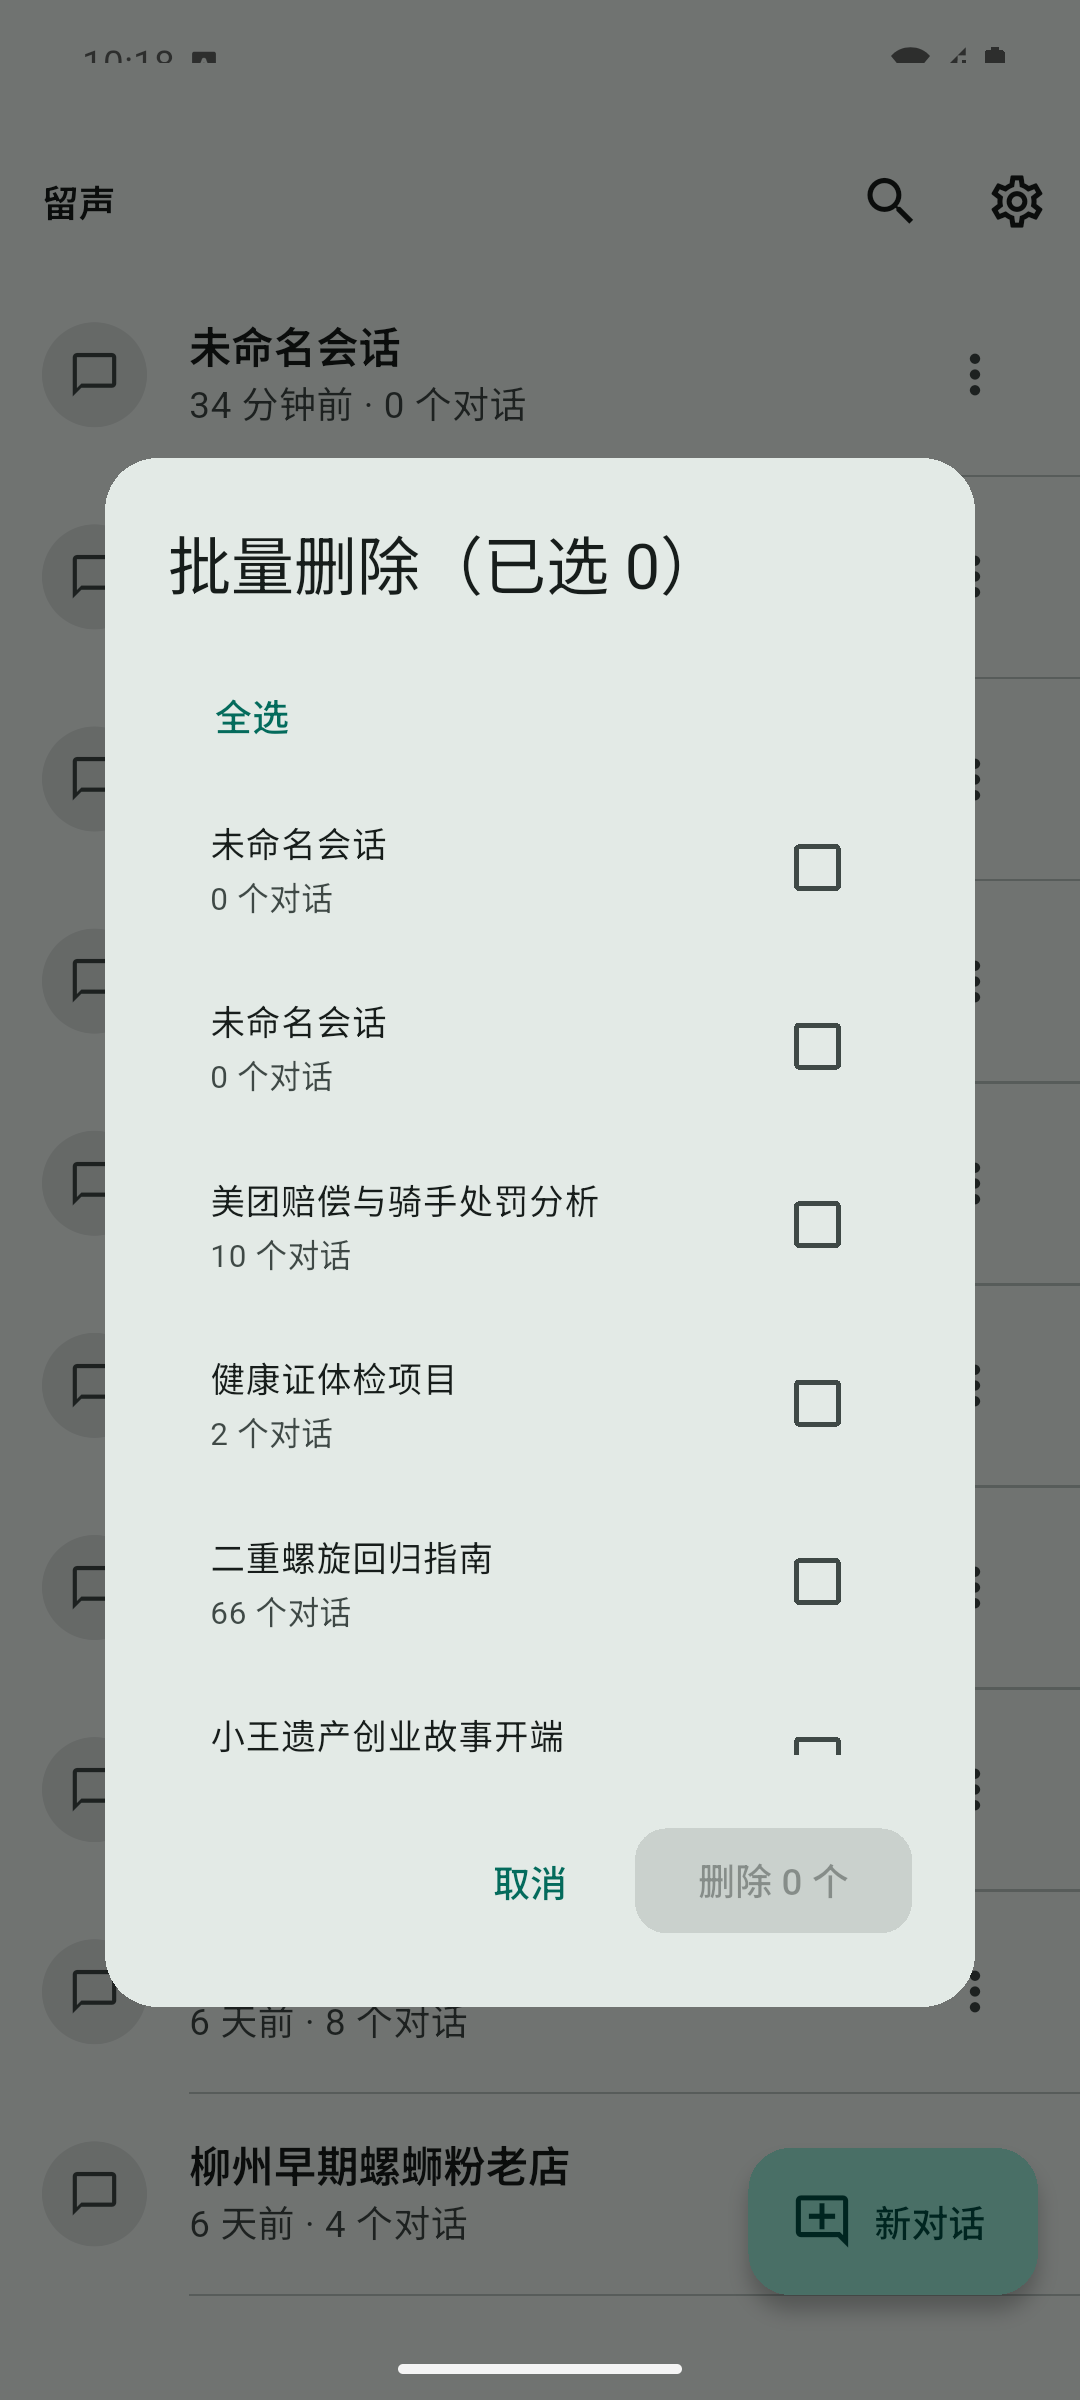 10:18
留声
未命名会话
34 分钟前 · 0 个对话
批量删除（已选 0）
全选
未命名会话
0 个对话
未命名会话
0 个对话
美团赔偿与骑手处罚分析
10 个对话
健康证体检项目
2 个对话
二重螺旋回归指南
66 个对话
小王遗产创业故事开端
取消
删除 0 个
6 天前 · 8 个对话
柳州早期螺蛳粉老店
6 天前 · 4 个对话
新对话